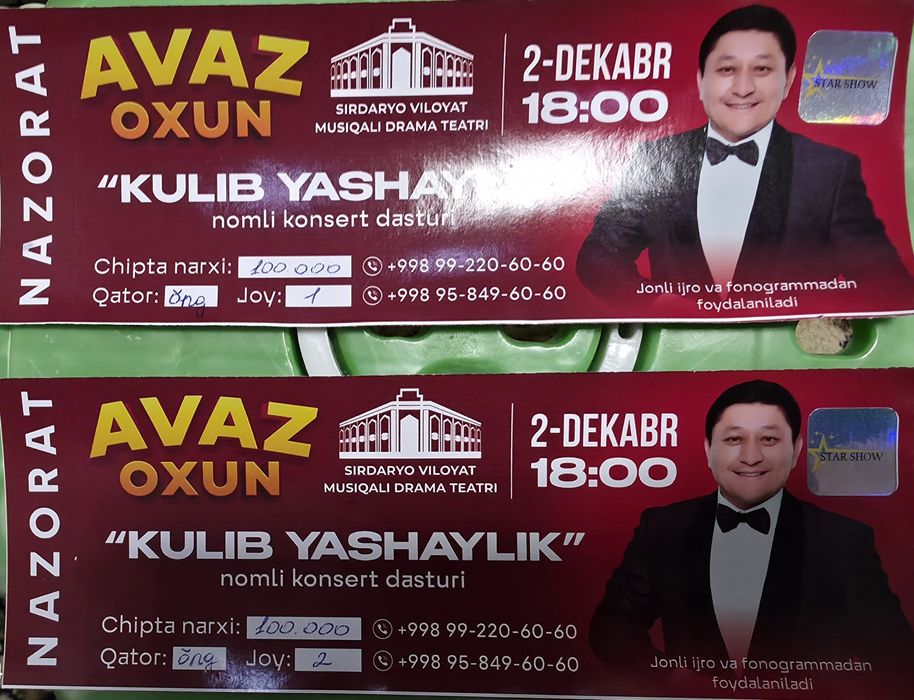 NAZORAT
AVAZ
OXUN
SIRDARYO VILOYAT
MUSIQALI DRAMA TEATRI
2-DEKABR
18:00
STAR SHOW
"KULIB YASHAY
nomli konsert dasturi
Chipta narxi: 100.000
+998 99-220-60-60
Qator: õng Joy: 1
+998 95-849-60-60
Jonli ijro va fonogrammadan
foydalaniladi
NAZORAT
AVAZ
OXUN
SIRDARYO VILOYAT
MUSIQALI DRAMA TEATRI
2-DEKABR
18:00
STAR SHOW
"KULIB YASHAYLIK"
nomli konsert dasturi
Chipta narxi: 100.000
+998 99-220-60-60
Qator: õng Joy: 2
+998 95-849-60-60
Jonli ijro va fonogrammadan
foydalaniladi